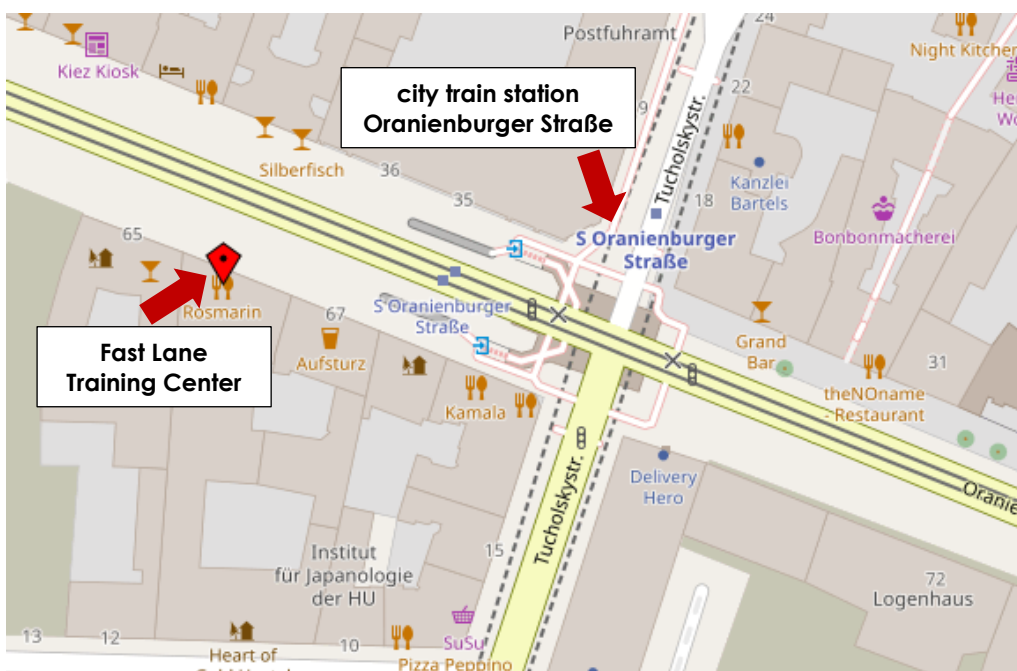 Postfuhramt
24
Night Kitchen
Kiez Kiosk
city train station
Oranienburger Straße
22
9
Tucholskystr.
Silberfisch
36
Kanzlei
Bartels
18
35
Bonbonmacherei
65
S Oranienburger
Straße
Rosmarin
S Oranienburger
Straße
67
Aufsturz
Grand
Bar
31
Fast Lane
Training Center
Kamala
theNOname
- Restaurant
Delivery
Hero
Tucholskystr.
Oranie
15
Institut
für Japanologie
der HU
72
Logenhaus
13
12
10
SuSu
Heart of
Pizza Peppino